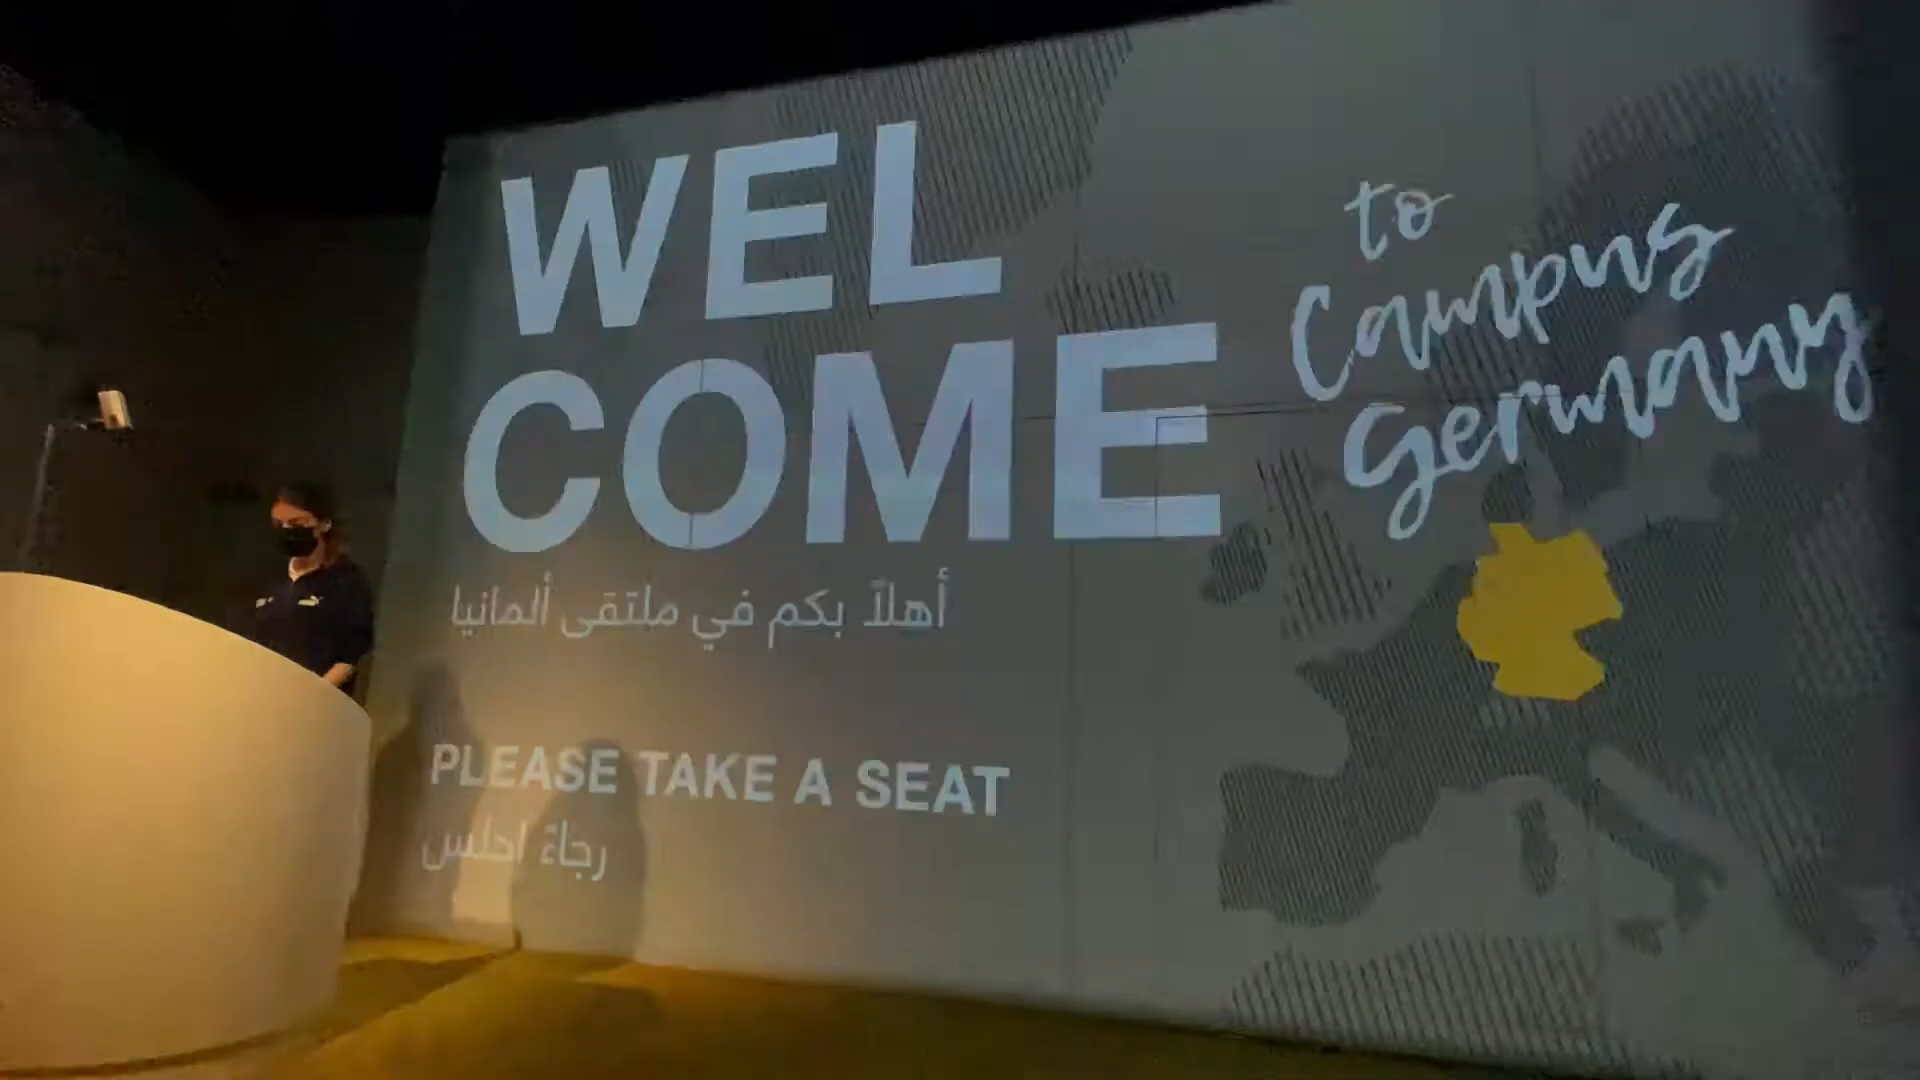 WEL
COME
to
Campus
Germany
أهلاً بكم في ملتقى ألمانيا
PLEASE TAKE A SEAT
رجاءً اجلس